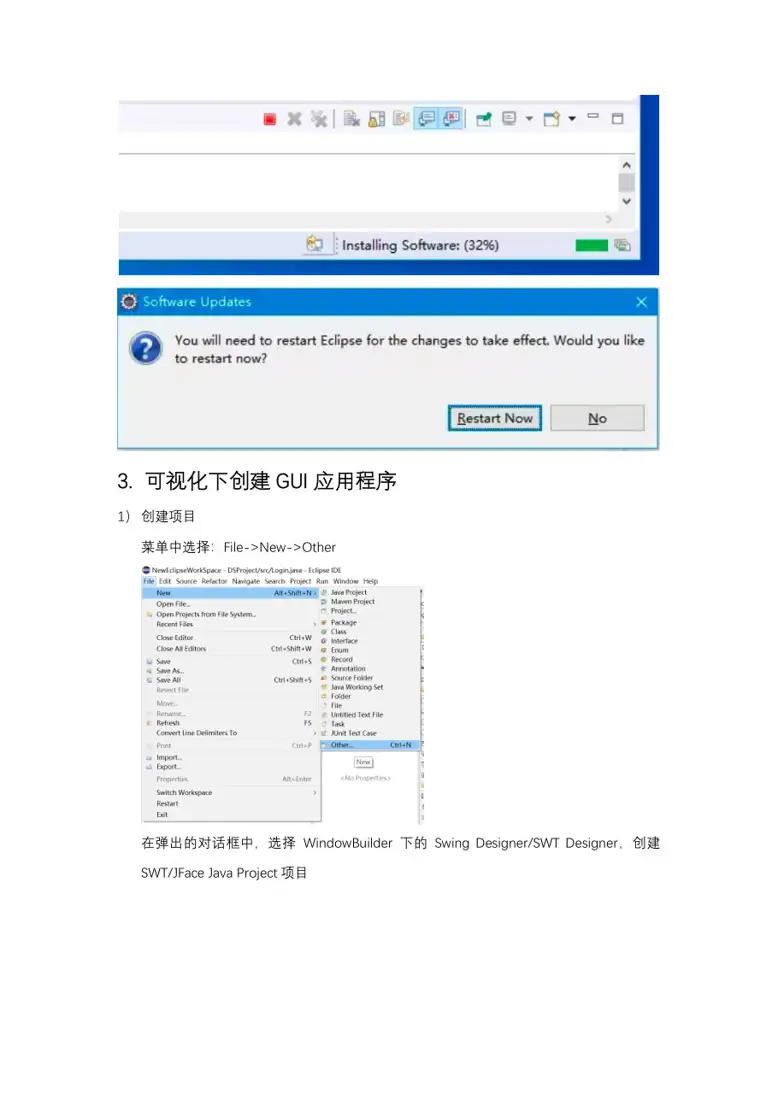 Installing Software: (32%)
Software Updates
You will need to restart Eclipse for the changes to take effect. Would you like
to restart now?
Restart Now
No
3. 可视化下创建 GUI 应用程序
1） 创建项目
菜单中选择：File->New->Other
NewEclipseWorkSpace - DSProject/src/Login.java - Eclipse IDE
File Edit Source Refactor Navigate Search Project Run Window Help
New Alt+Shift+N >
Open File...
Open Projects from File System...
Recent Files >
Close Editor Ctrl+W
Close All Editors Ctrl+Shift+W
Save Ctrl+S
Save As...
Save All Ctrl+Shift+S
Revert File
Move...
Rename... F2
Refresh F5
Convert Line Delimiters To >
Print Ctrl+P
Import...
Export...
Properties Alt+Enter
Switch Workspace >
Restart
Exit
Java Project
Maven Project
Project...
Package
Class
Interface
Enum
Record
Annotation
Source Folder
Java Working Set
Folder
File
Untitled Text File
Task
JUnit Test Case
Other... Ctrl+N
New
<No Properties>
在弹出的对话框中，选择 WindowBuilder 下的 Swing Designer/SWT Designer，创建
SWT/JFace Java Project 项目